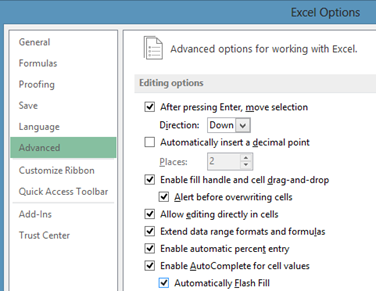 Excel Options
General
Formulas
Proofing
Save
Language
Advanced
Customize Ribbon
Quick Access Toolbar
Add-Ins
Trust Center
Advanced options for working with Excel.
Editing options
After pressing Enter, move selection
Direction: Down
Automatically insert a decimal point
Places: 2
Enable fill handle and cell drag-and-drop
Alert before overwriting cells
Allow editing directly in cells
Extend data range formats and formulas
Enable automatic percent entry
Enable AutoComplete for cell values
Automatically Flash Fill